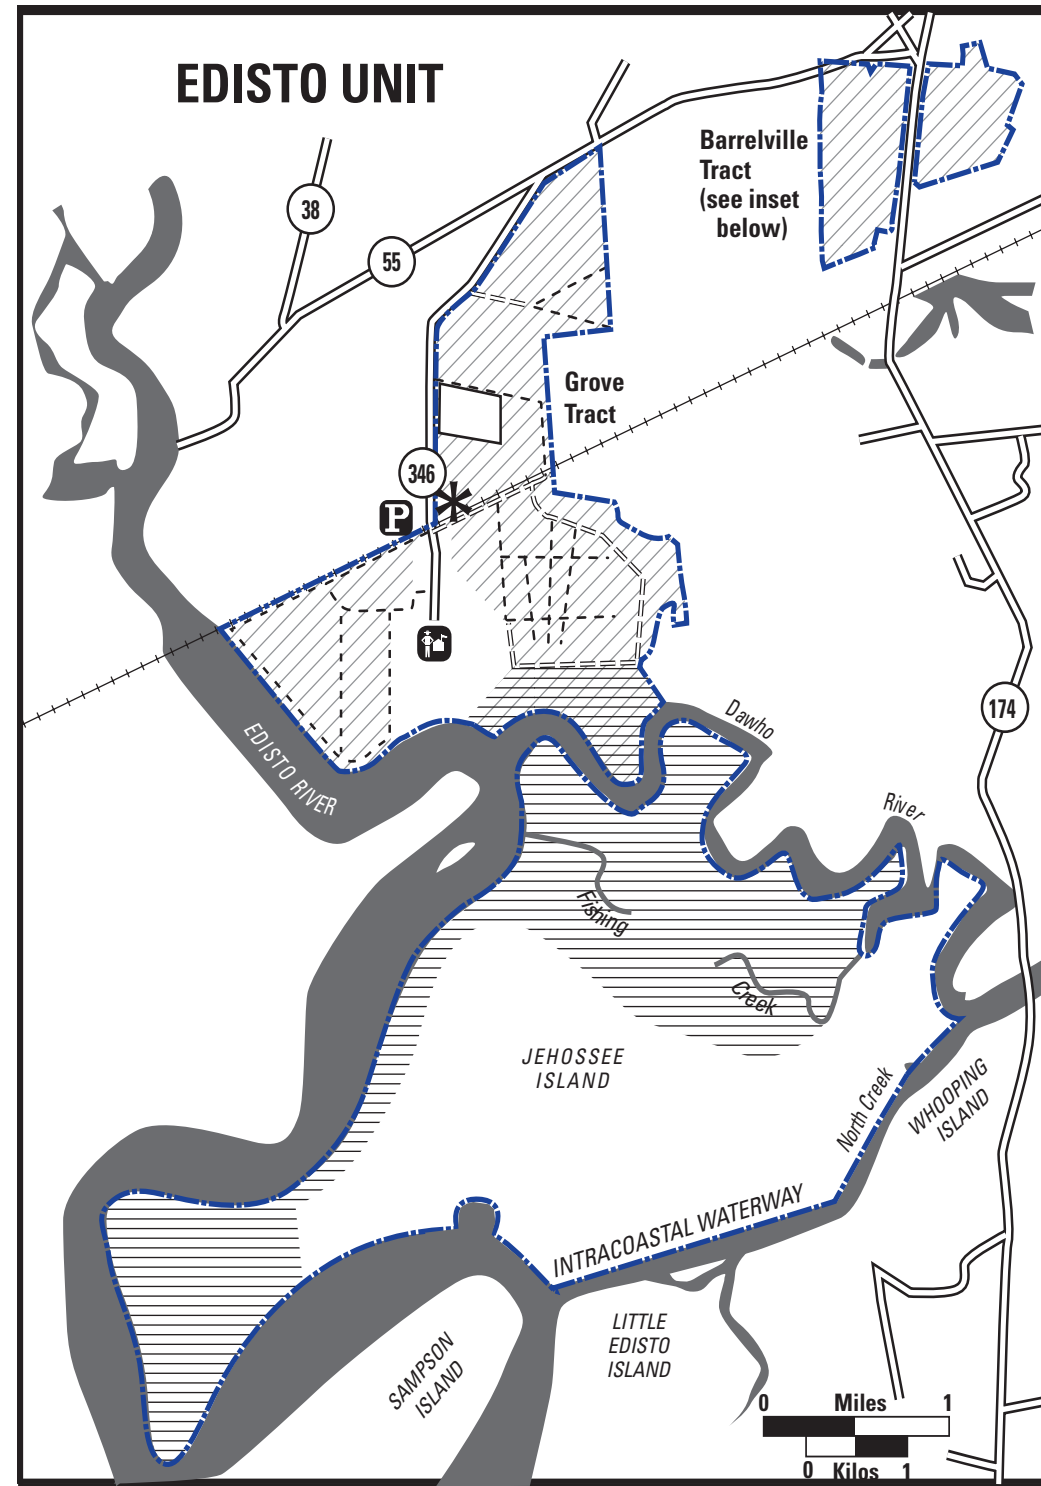 EDISTO UNIT
Barrelville
Tract
(see inset
below)
38
55
Grove
Tract
346
P
174
Dawho
EDISTO RIVER
River
Fishing
Creek
JEHOSSEE
ISLAND
North Creek
WHOOPING
ISLAND
INTRACOASTAL WATERWAY
LITTLE
EDISTO
ISLAND
SAMPSON
ISLAND
0 Miles 1
0 Kilos 1